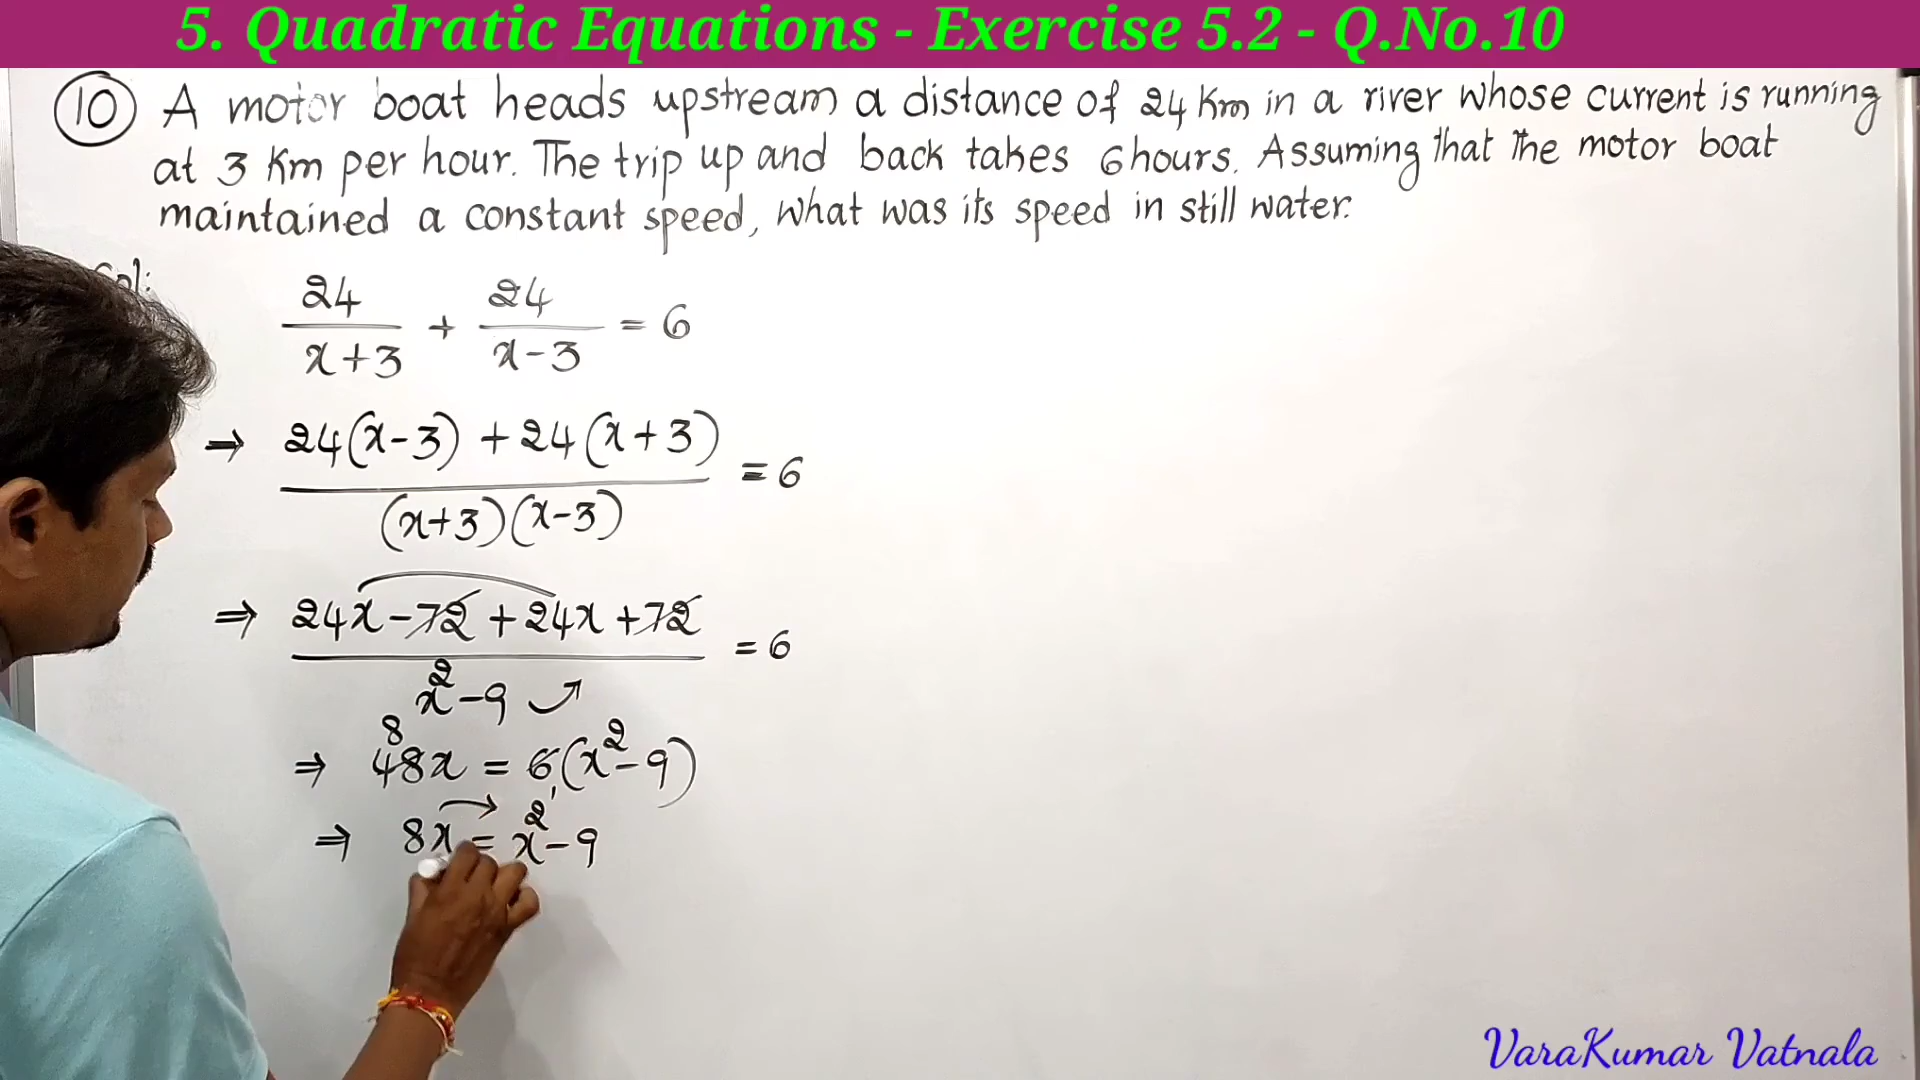 5. Quadratic Equations - Exercise 5.2 - Q.No.10
10 A motor boat heads upstream a distance of 24 Km in a river whose current is running
at 3 Km per hour. The trip up and back takes 6 hours. Assuming that the motor boat
maintained a constant speed, what was its speed in still water.
Sol:
24/(x+3) + 24/(x-3) = 6
⇒ (24(x-3) + 24(x+3))/((x+3)(x-3)) = 6
⇒ (24x - 72 + 24x + 72)/(x² - 9) = 6
8
⇒ 48x = 6(x² - 9)
1
⇒ 8x = x² - 9
VaraKumar Vatnala